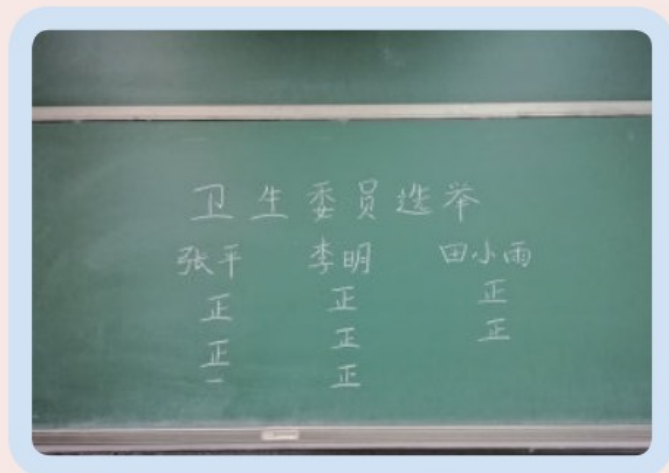 卫生委员选举
张平 李明 田小雨
正 正 正
正 正 正
一 正